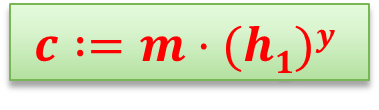 c := m · (h₁)ʸ